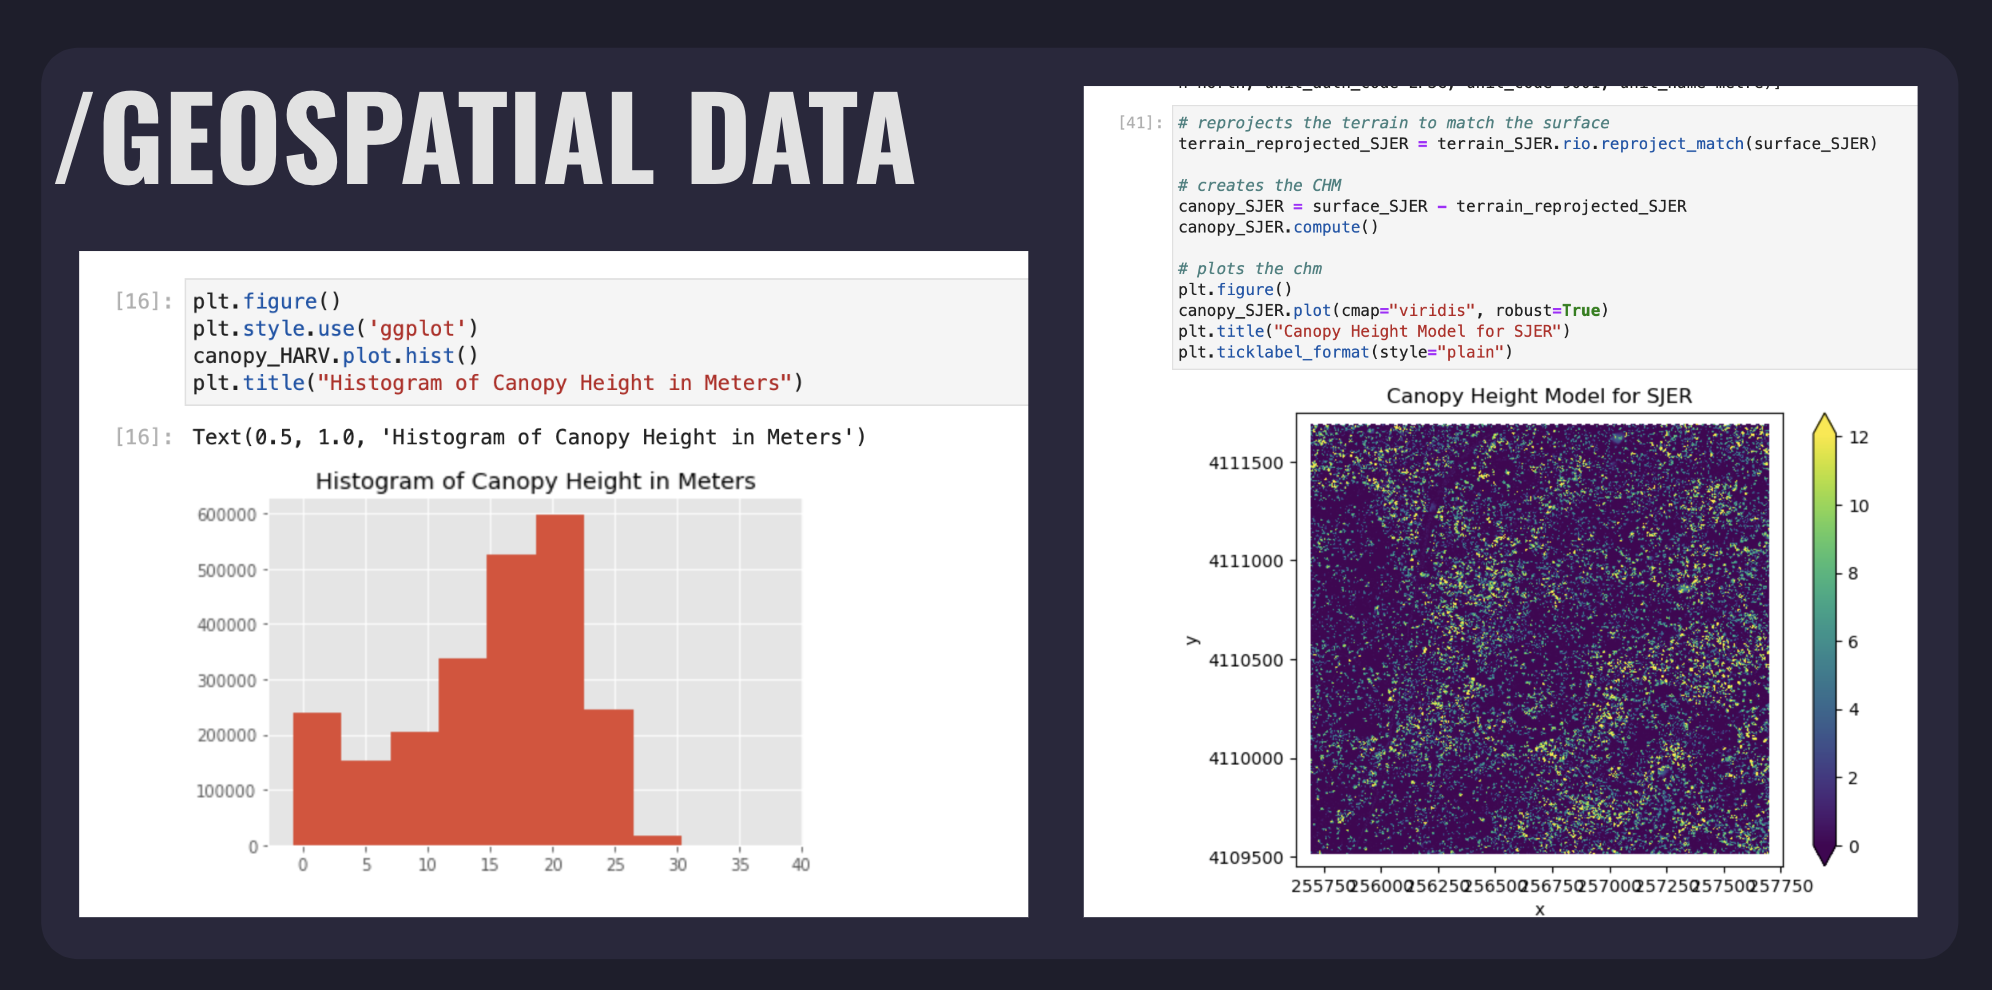 /GEOSPATIAL DATA
[16]: plt.figure()
plt.style.use('ggplot')
canopy_HARV.plot.hist()
plt.title("Histogram of Canopy Height in Meters")
[16]: Text(0.5, 1.0, 'Histogram of Canopy Height in Meters')
Histogram of Canopy Height in Meters
600000
500000
400000
300000
200000
100000
0
0 5 10 15 20 25 30 35 40
[41]: # reprojects the terrain to match the surface
terrain_reprojected_SJER = terrain_SJER.rio.reproject_match(surface_SJER)
# creates the CHM
canopy_SJER = surface_SJER - terrain_reprojected_SJER
canopy_SJER.compute()
# plots the chm
plt.figure()
canopy_SJER.plot(cmap="viridis", robust=True)
plt.title("Canopy Height Model for SJER")
plt.ticklabel_format(style="plain")
Canopy Height Model for SJER
4111500
4111000
4110500
4110000
4109500
y
255750 256000 256250 256500 256750 257000 257250 257500 257750
x
12
10
8
6
4
2
0